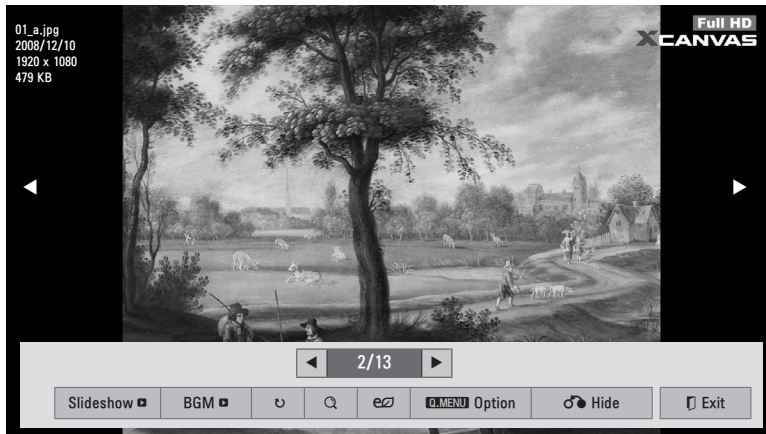 01_a.jpg
2008/12/10
1920 x 1080
479 KB
Full HD
XCANVAS
2/13
Slideshow BGM Q.MENU Option Hide Exit